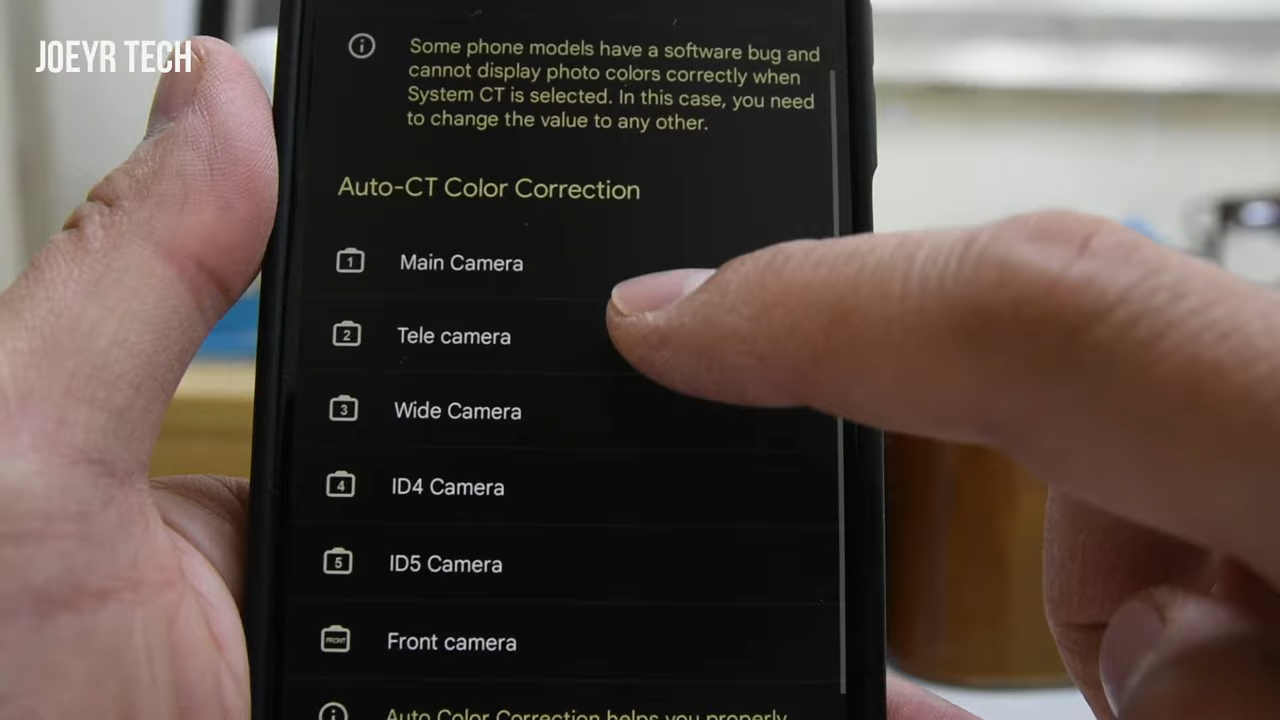 JOEYR TECH
Some phone models have a software bug and
cannot display photo colors correctly when
System CT is selected. In this case, you need
to change the value to any other.
Auto-CT Color Correction
1 Main Camera
2 Tele camera
3 Wide Camera
4 ID4 Camera
5 ID5 Camera
FRONT Front camera
Auto Color Correction helps you properly